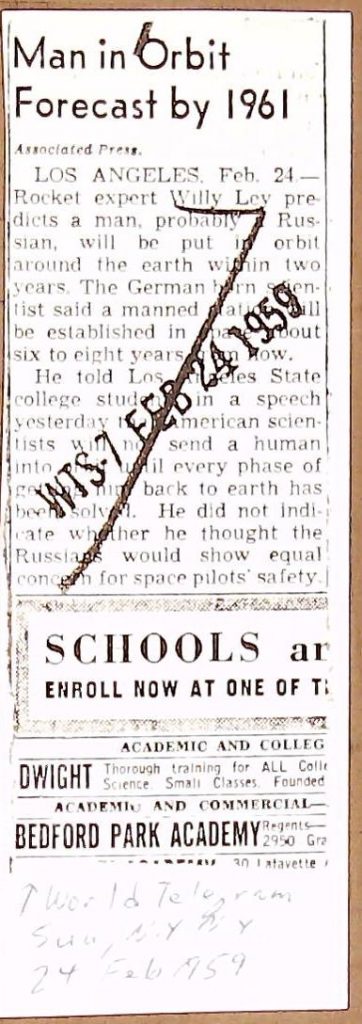 Man in Orbit
Forecast by 1961
Associated Press.
LOS ANGELES, Feb. 24.—
Rocket expert Willy Ley pre-
dicts a man, probably a Rus-
sian, will be put in orbit
around the earth within two
years. The German born scien-
tist said a manned station will
be established in space about
six to eight years from now.
He told Los Angeles State
college students in a speech
yesterday that American scien-
tists will not send a human
into until every phase of
getting him back to earth has
been solved. He did not indi-
cate whether he thought the
Russians would show equal
concern for space pilots' safety.
WTS-7 FEB 24 1959
SCHOOLS an
ENROLL NOW AT ONE OF T
ACADEMIC AND COLLEG
DWIGHT Thorough training for ALL Colle
Science. Small Classes. Founded
ACADEMIC AND COMMERCIAL—
BEDFORD PARK ACADEMY Regents—
2950 Gra
ACADEMY 30 Lafayette
↑ World Telegram
Sun, N.Y. NY
24 Feb 1959